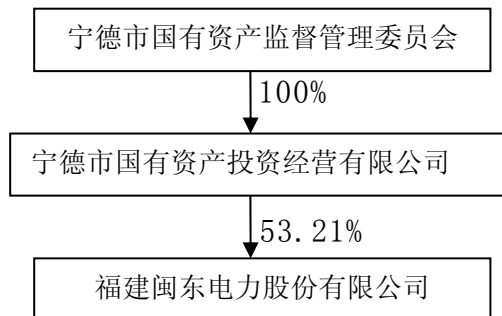 宁德市国有资产监督管理委员会
100%
宁德市国有资产投资经营有限公司
53.21%
福建闽东电力股份有限公司